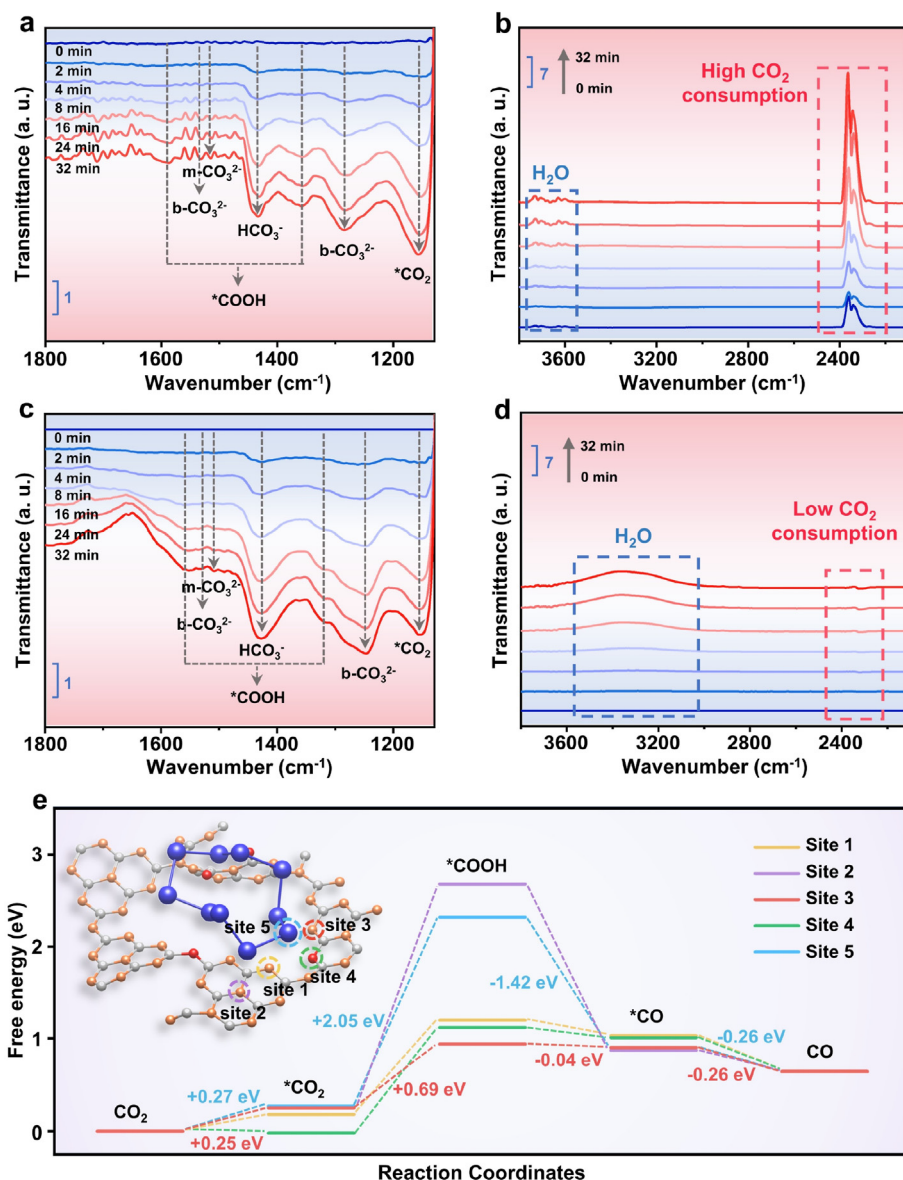 a
Transmittance (a. u.)
0 min
2 min
4 min
8 min
16 min
24 min
32 min
m-CO₃²⁻
b-CO₃²⁻
HCO₃⁻
b-CO₃²⁻
*CO₂
*COOH
1
1800 1600 1400 1200
Wavenumber (cm⁻¹)
b
Transmittance (a. u.)
7
32 min
0 min
High CO₂
consumption
H₂O
3600 3200 2800 2400
Wavenumber (cm⁻¹)
c
Transmittance (a. u.)
0 min
2 min
4 min
8 min
16 min
24 min
32 min
m-CO₃²⁻
b-CO₃²⁻
HCO₃⁻
*CO₂
b-CO₃²⁻
*COOH
1
1800 1600 1400 1200
Wavenumber (cm⁻¹)
d
Transmittance (a. u.)
7
32 min
0 min
Low CO₂
consumption
H₂O
3600 3200 2800 2400
Wavenumber (cm⁻¹)
e
Free energy (eV)
3
2
1
0
site 5
site 3
site 4
site 1
site 2
*COOH
Site 1
Site 2
Site 3
Site 4
Site 5
+2.05 eV
-1.42 eV
*CO
-0.26 eV
CO
+0.27 eV
*CO₂
+0.69 eV
-0.04 eV
-0.26 eV
CO₂
+0.25 eV
Reaction Coordinates